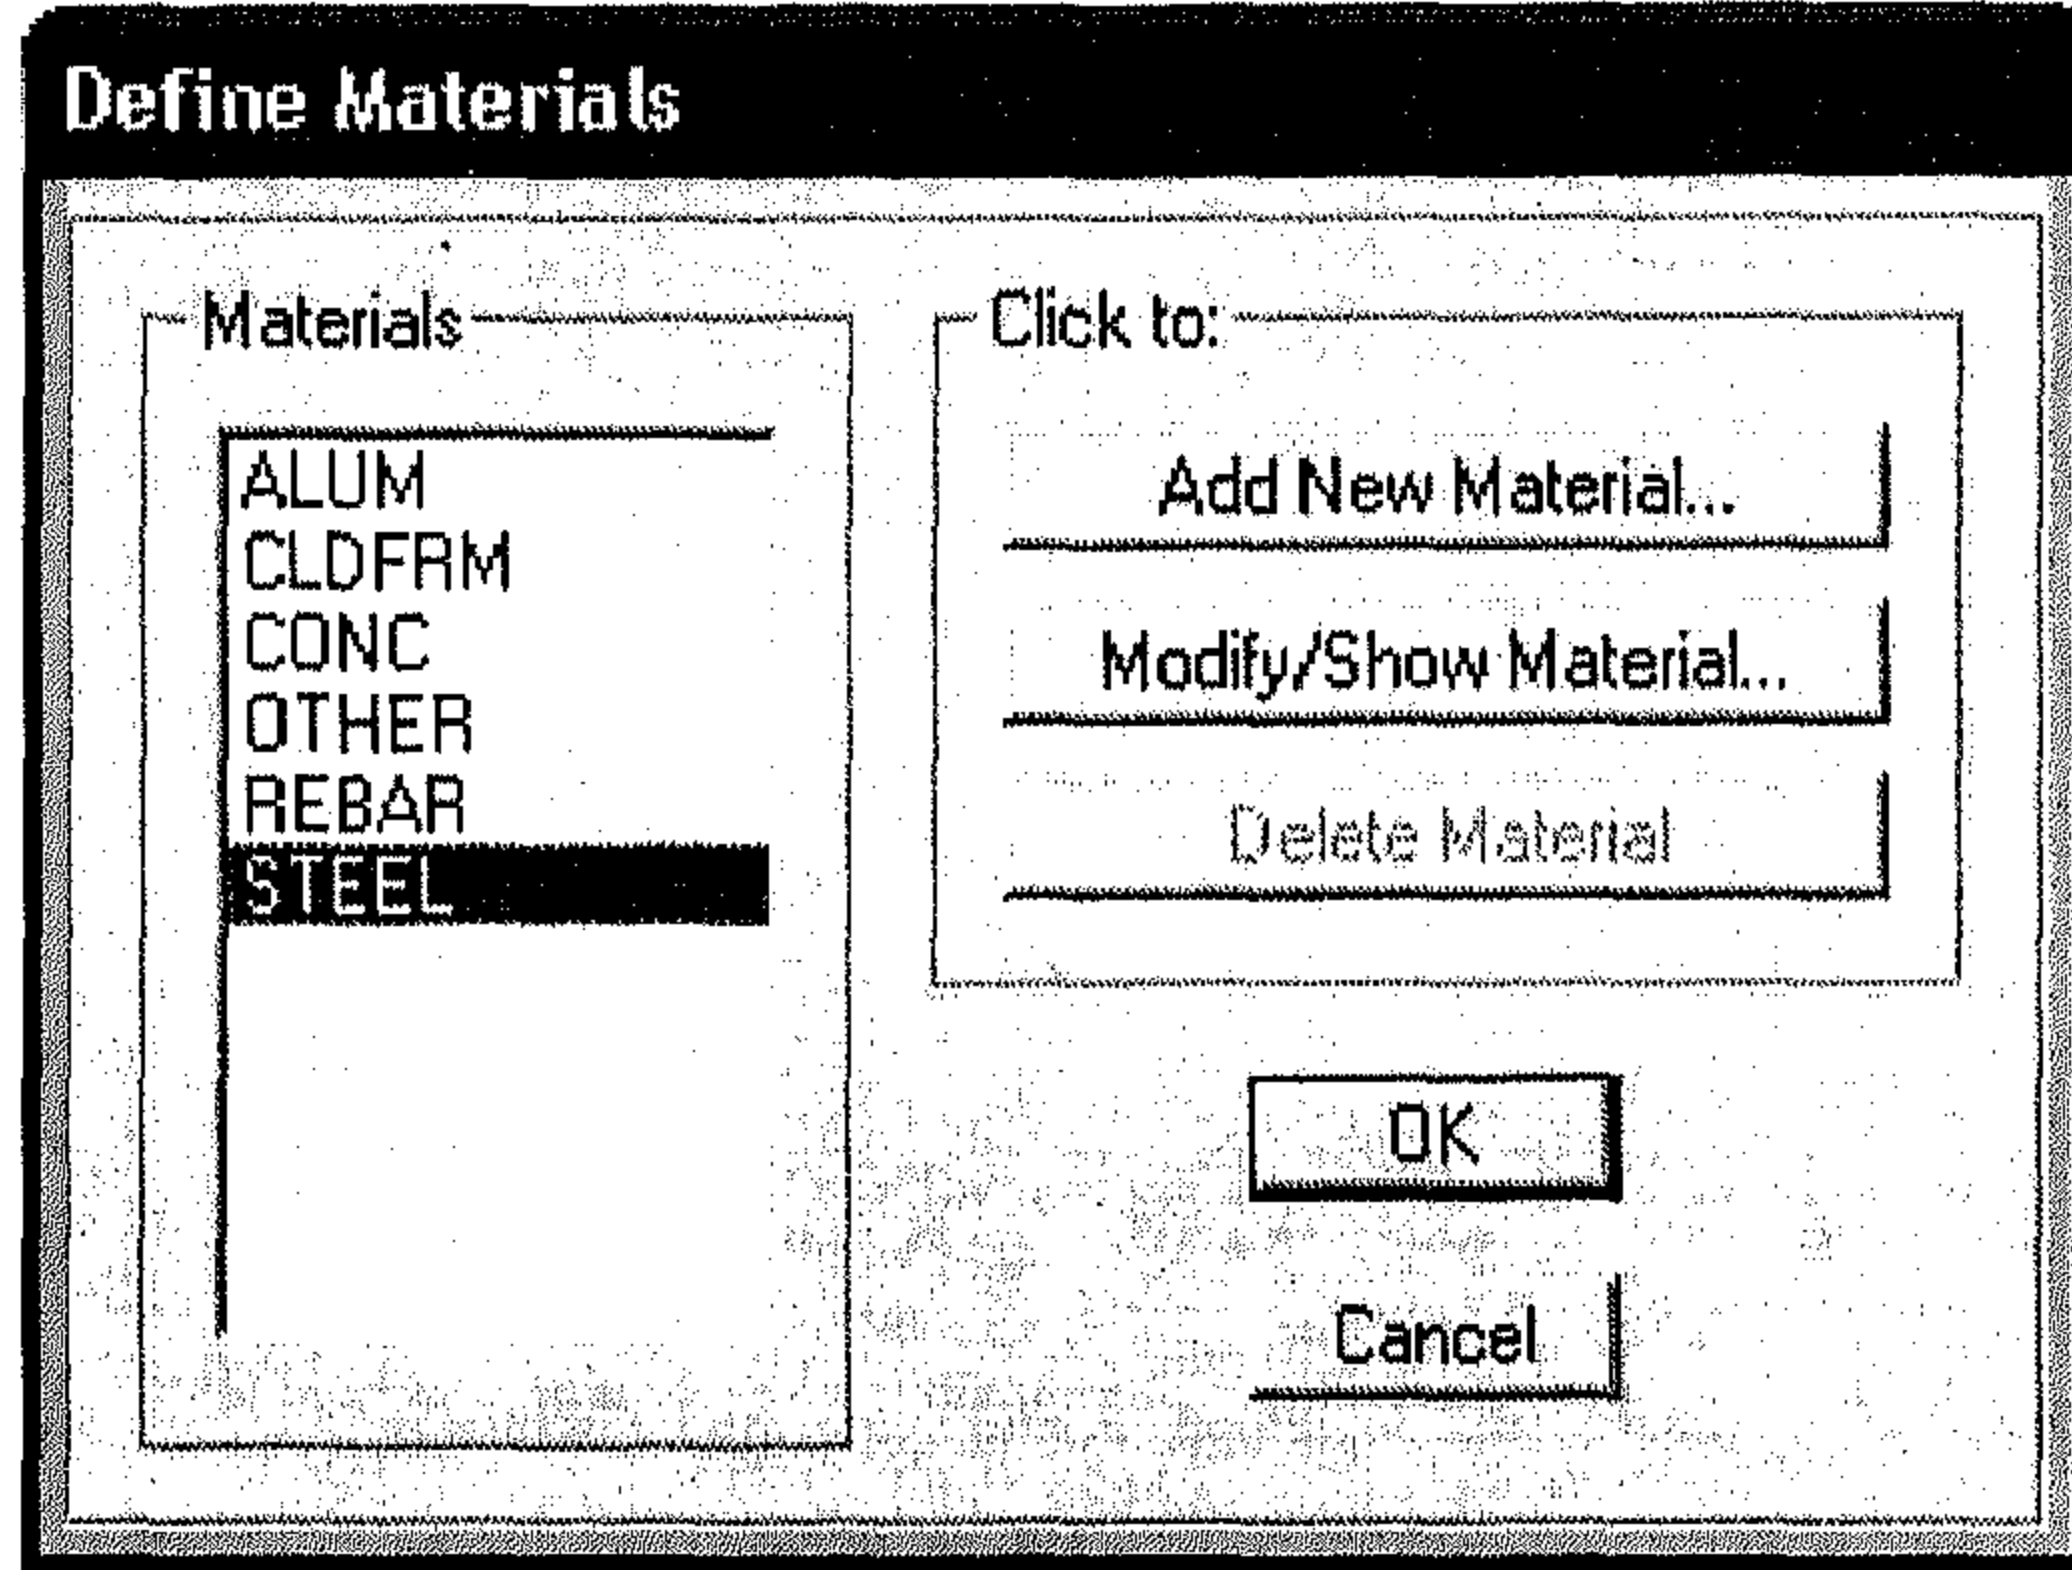 Define Materials
Materials
ALUM
CLDFRM
CONC
OTHER
REBAR
STEEL
Click to:
Add New Material...
Modify/Show Material...
Delete Material
OK
Cancel